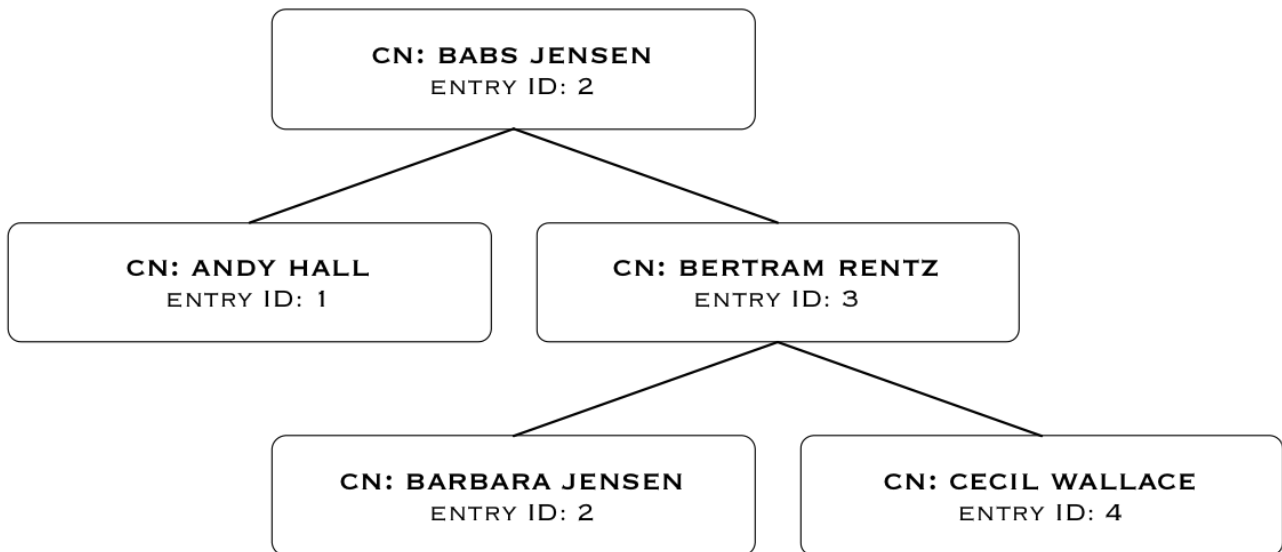 CN: BABS JENSEN
ENTRY ID: 2
CN: ANDY HALL
ENTRY ID: 1
CN: BERTRAM RENTZ
ENTRY ID: 3
CN: BARBARA JENSEN
ENTRY ID: 2
CN: CECIL WALLACE
ENTRY ID: 4